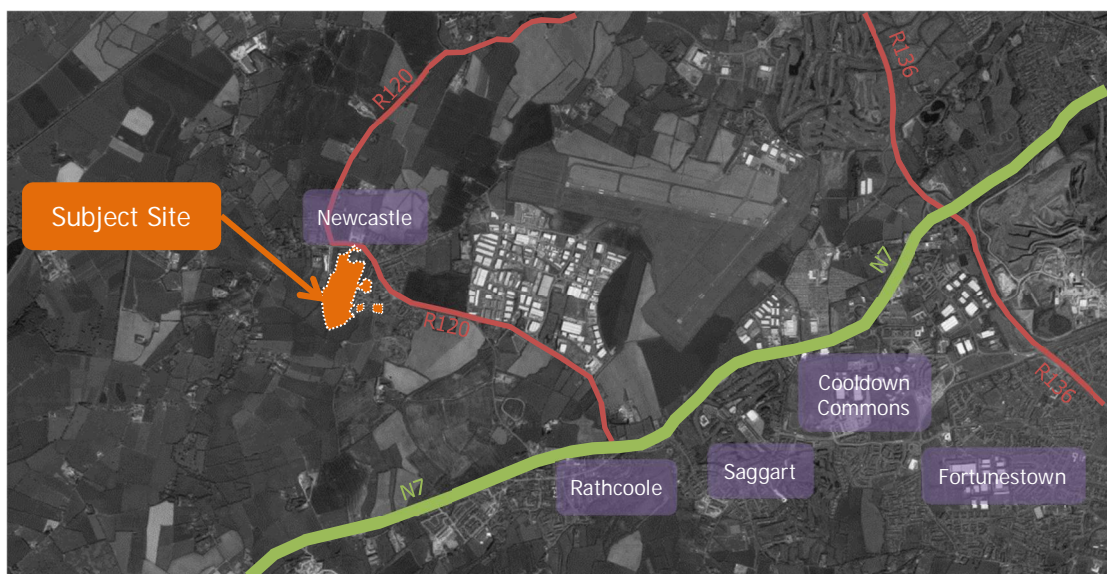 R120
R136
Subject Site
Newcastle
N7
R120
Cooldown
Commons
R136
Saggart
Fortunestown
Rathcoole
N7